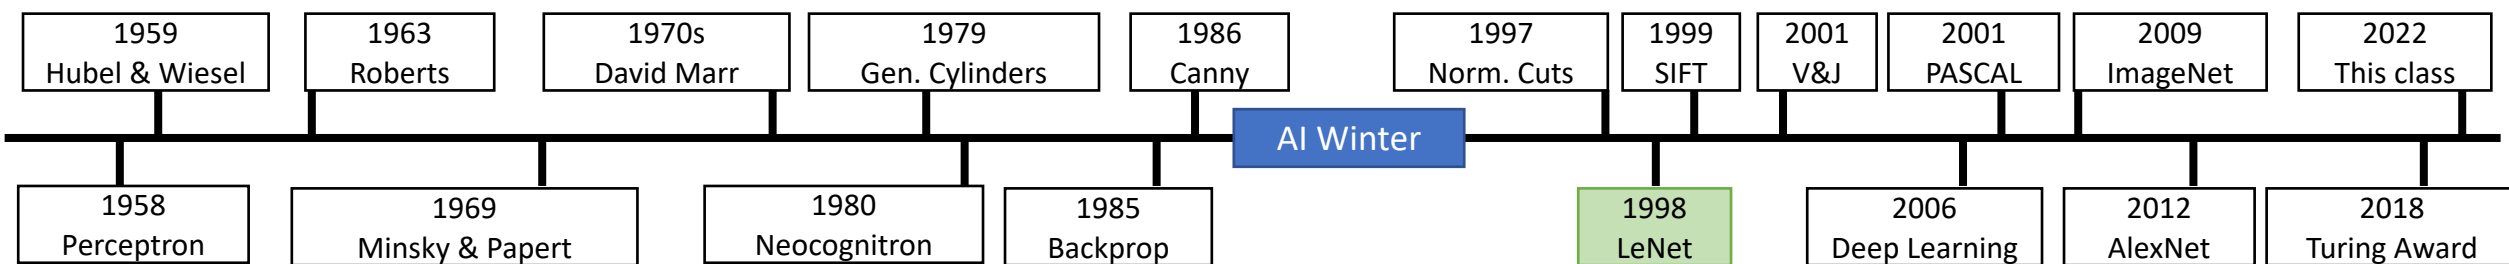 1959
Hubel & Wiesel
1963
Roberts
1970s
David Marr
1979
Gen. Cylinders
1986
Canny
1997
Norm. Cuts
1999
SIFT
2001
V&J
2001
PASCAL
2009
ImageNet
2022
This class
AI Winter
1958
Perceptron
1969
Minsky & Papert
1980
Neocognitron
1985
Backprop
1998
LeNet
2006
Deep Learning
2012
AlexNet
2018
Turing Award